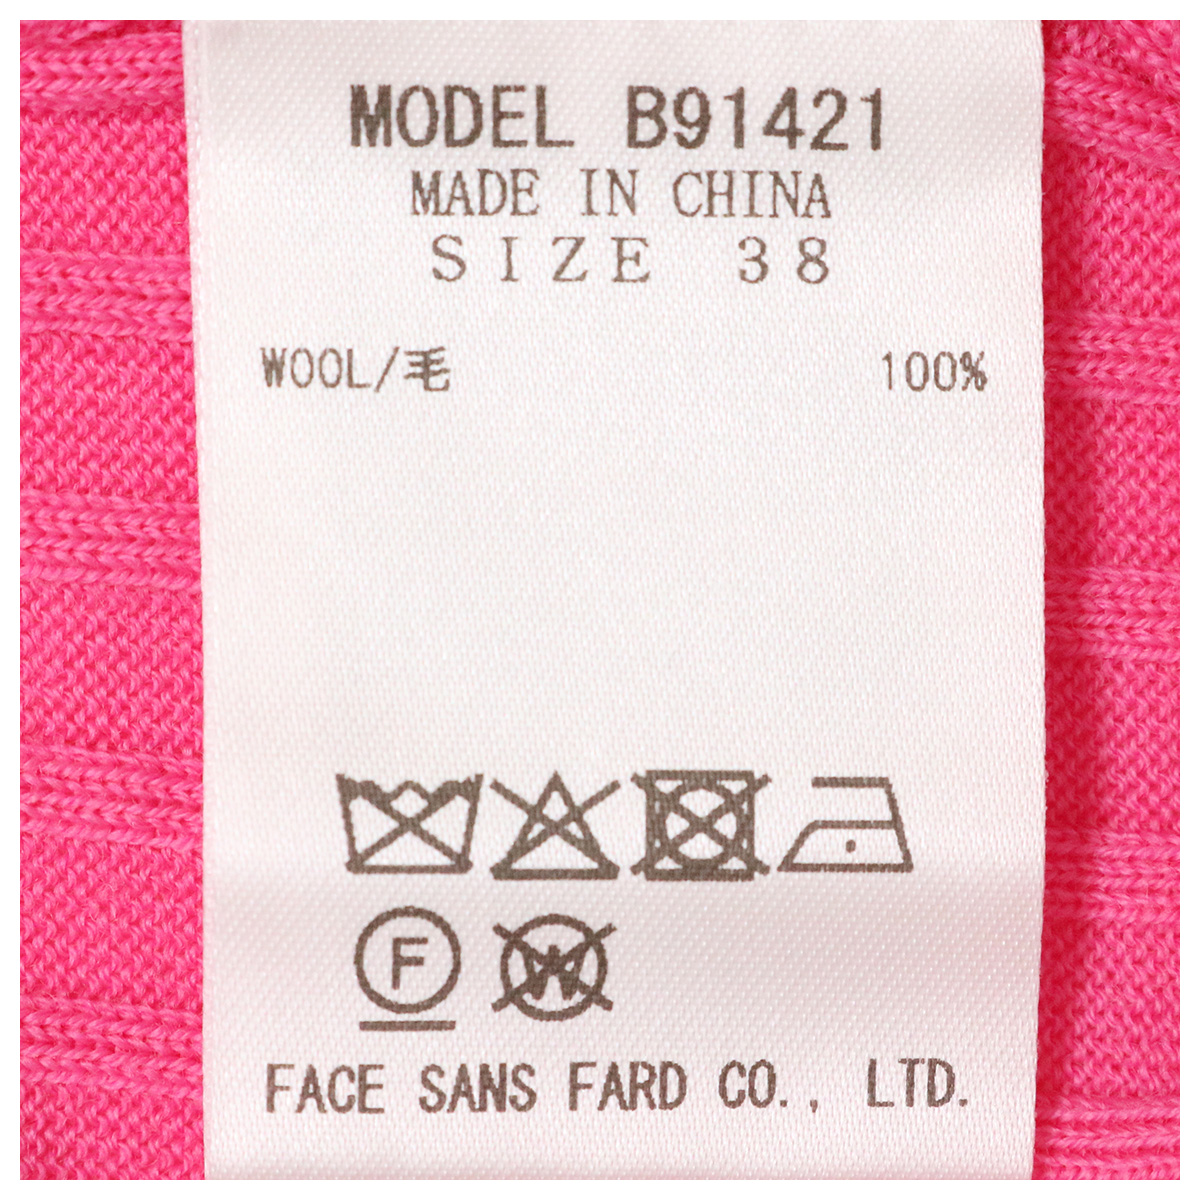 MODEL B91421
MADE IN CHINA
SIZE 38
WOOL/毛 100%
F W
FACE SANS FARD CO., LTD.